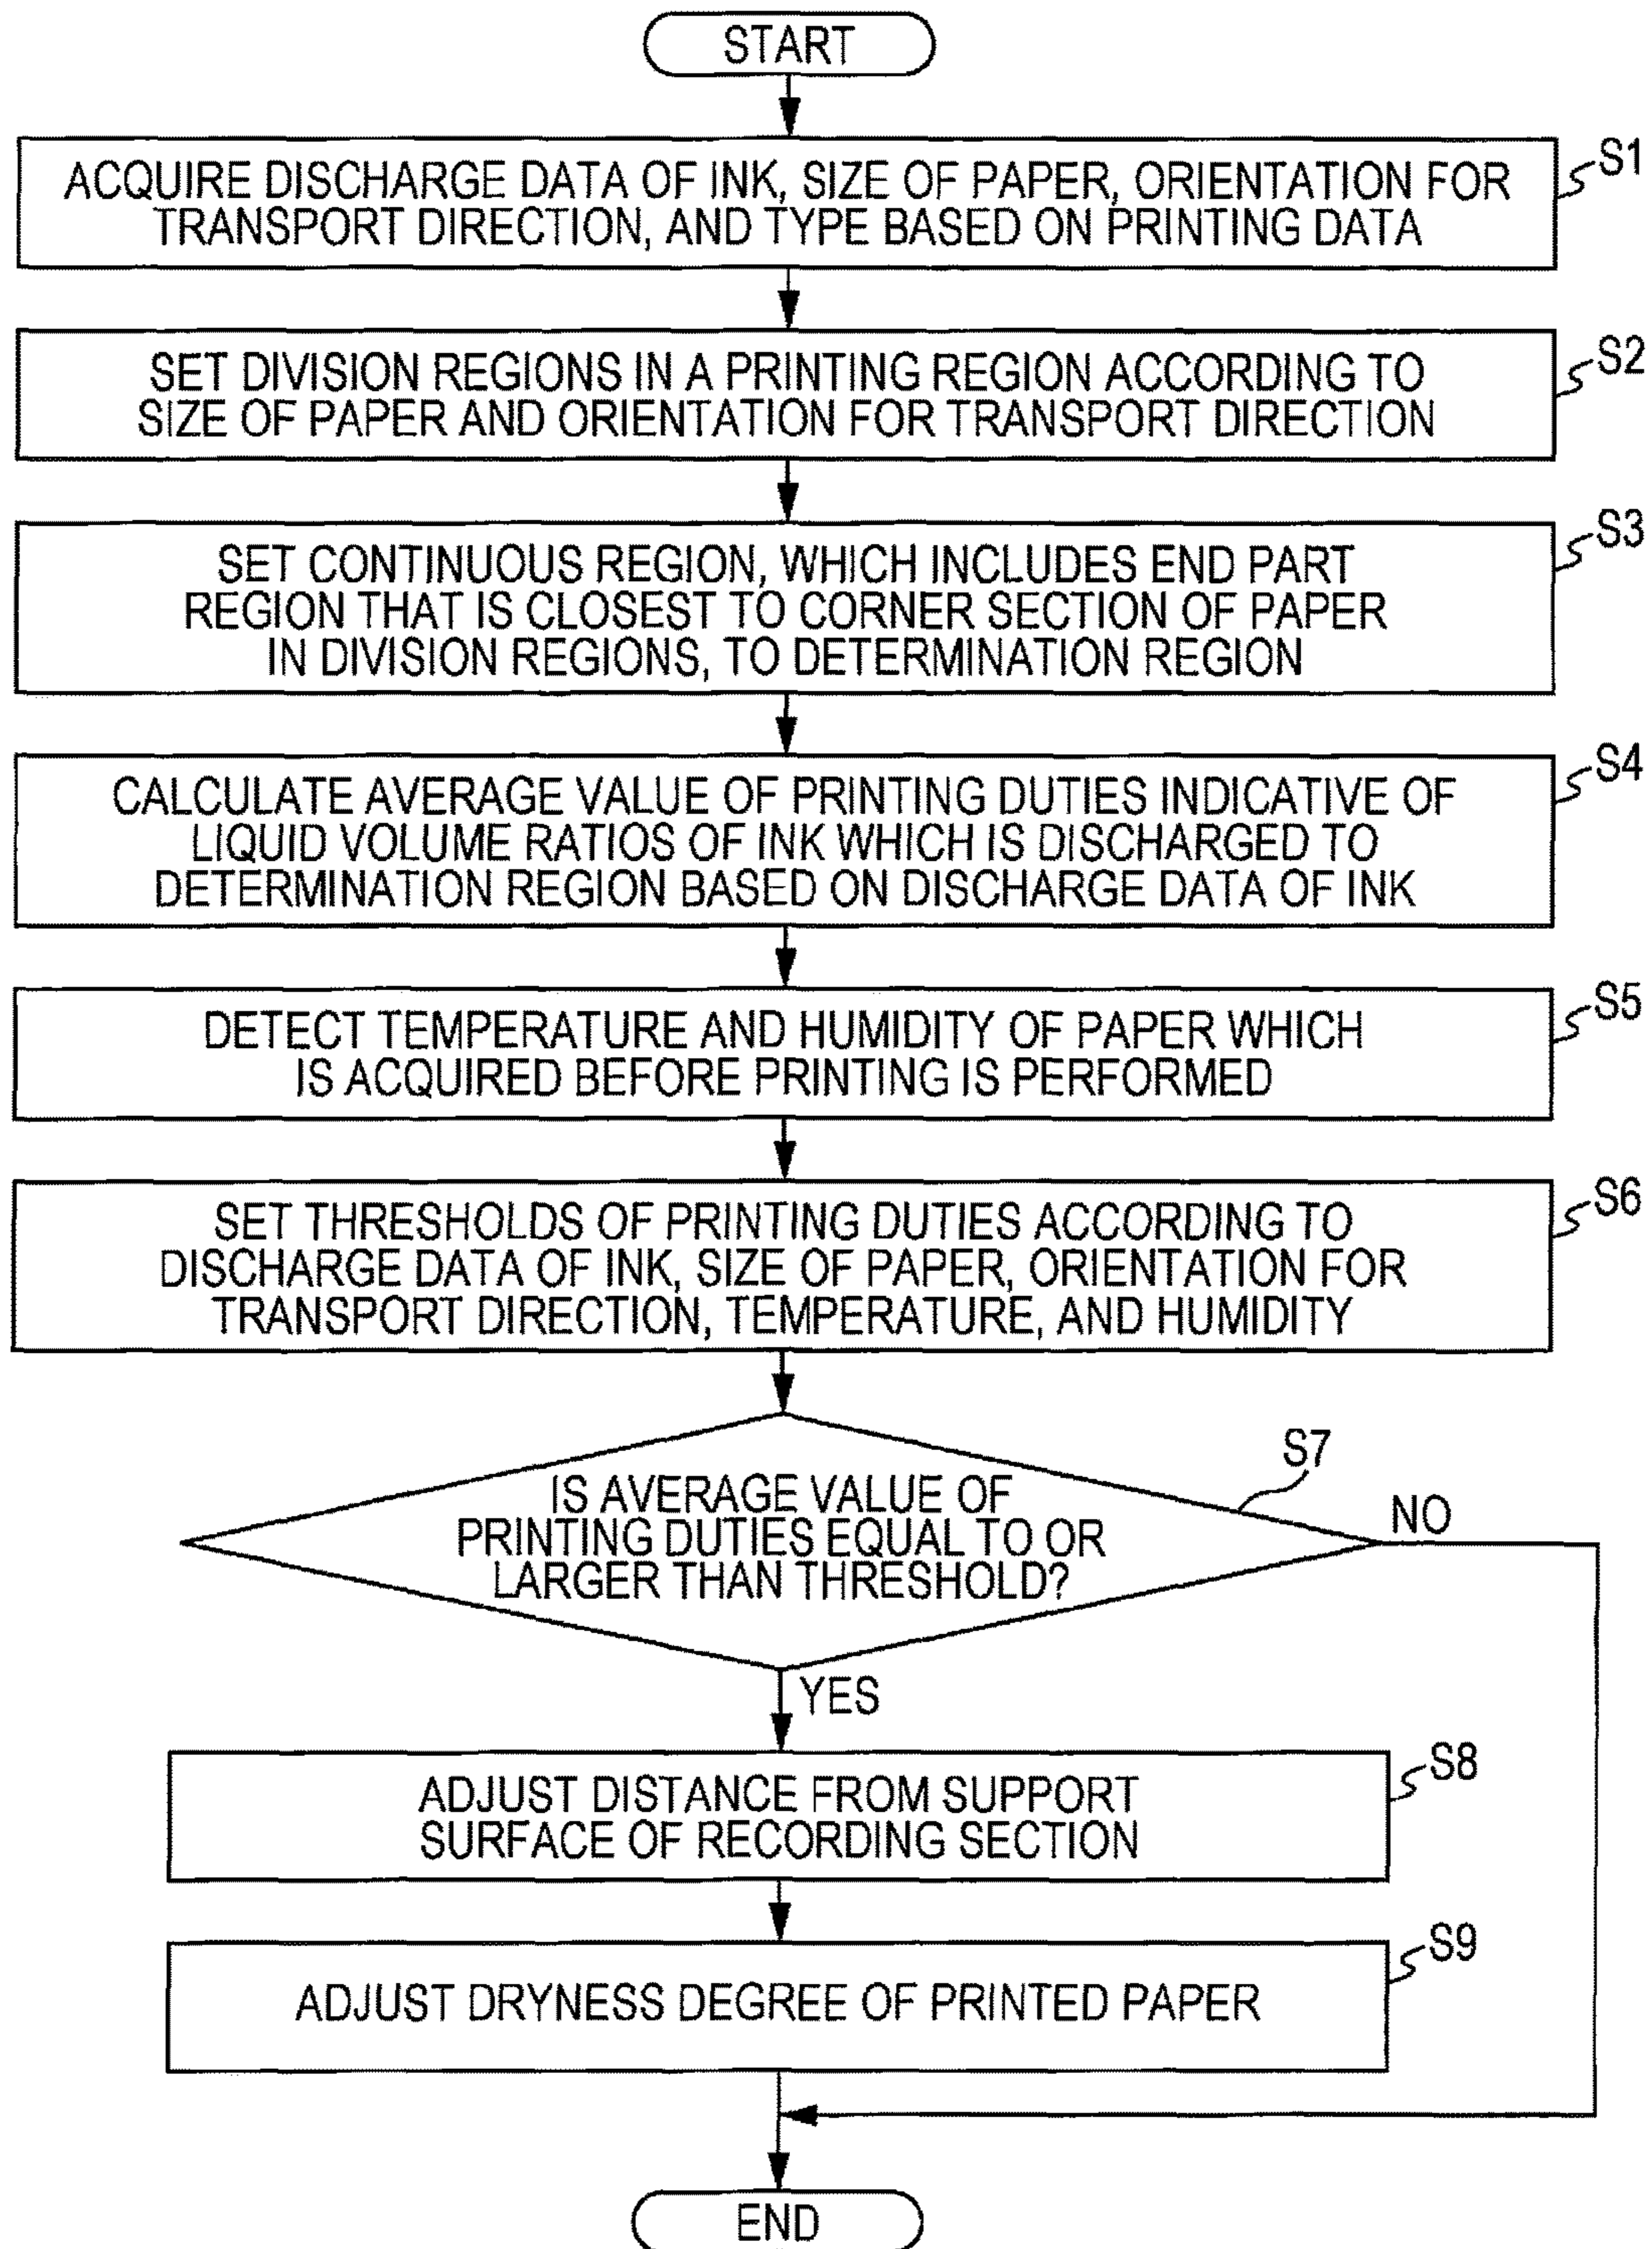 START
S1
ACQUIRE DISCHARGE DATA OF INK, SIZE OF PAPER, ORIENTATION FOR
TRANSPORT DIRECTION, AND TYPE BASED ON PRINTING DATA
S2
SET DIVISION REGIONS IN A PRINTING REGION ACCORDING TO
SIZE OF PAPER AND ORIENTATION FOR TRANSPORT DIRECTION
S3
SET CONTINUOUS REGION, WHICH INCLUDES END PART
REGION THAT IS CLOSEST TO CORNER SECTION OF PAPER
IN DIVISION REGIONS, TO DETERMINATION REGION
S4
CALCULATE AVERAGE VALUE OF PRINTING DUTIES INDICATIVE OF
LIQUID VOLUME RATIOS OF INK WHICH IS DISCHARGED TO
DETERMINATION REGION BASED ON DISCHARGE DATA OF INK
S5
DETECT TEMPERATURE AND HUMIDITY OF PAPER WHICH
IS ACQUIRED BEFORE PRINTING IS PERFORMED
S6
SET THRESHOLDS OF PRINTING DUTIES ACCORDING TO
DISCHARGE DATA OF INK, SIZE OF PAPER, ORIENTATION FOR
TRANSPORT DIRECTION, TEMPERATURE, AND HUMIDITY
S7
IS AVERAGE VALUE OF
PRINTING DUTIES EQUAL TO OR
LARGER THAN THRESHOLD?
NO
YES
S8
ADJUST DISTANCE FROM SUPPORT
SURFACE OF RECORDING SECTION
S9
ADJUST DRYNESS DEGREE OF PRINTED PAPER
END